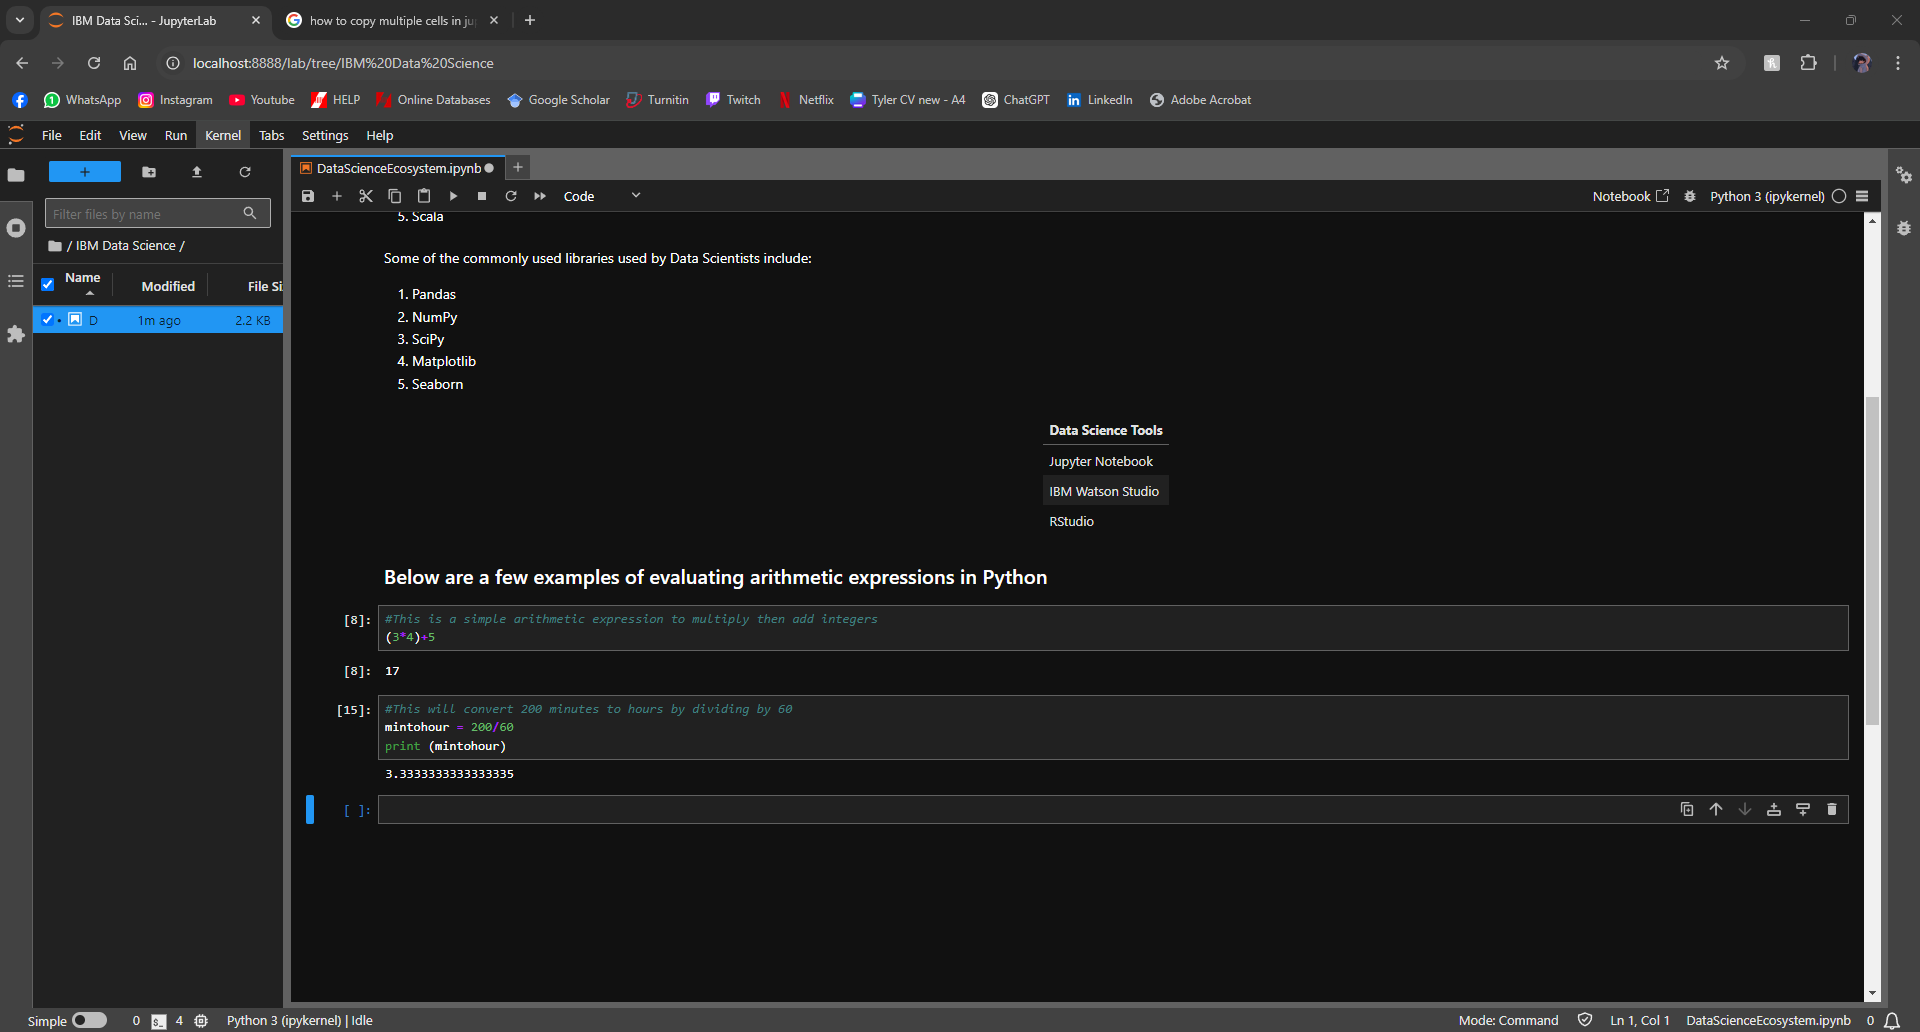 IBM Data Sci... - JupyterLab
how to copy multiple cells in ju
localhost:8888/lab/tree/IBM%20Data%20Science
WhatsApp Instagram Youtube HELP Online Databases Google Scholar Turnitin Twitch Netflix Tyler CV new - A4 ChatGPT LinkedIn Adobe Acrobat
File Edit View Run Kernel Tabs Settings Help
DataScienceEcosystem.ipynb
Code
Notebook
Python 3 (ipykernel)
Filter files by name
/ IBM Data Science /
Name Modified File Si
D 1m ago 2.2 KB
5. Scala
Some of the commonly used libraries used by Data Scientists include:
1. Pandas
2. NumPy
3. SciPy
4. Matplotlib
5. Seaborn
Data Science Tools
Jupyter Notebook
IBM Watson Studio
RStudio
Below are a few examples of evaluating arithmetic expressions in Python
[8]: #This is a simple arithmetic expression to multiply then add integers
(3*4)+5
[8]: 17
[15]: #This will convert 200 minutes to hours by dividing by 60
mintohour = 200/60
print (mintohour)
3.3333333333333335
[ ]:
Simple 0 $_ 4 Python 3 (ipykernel) | Idle
Mode: Command Ln 1, Col 1 DataScienceEcosystem.ipynb 0